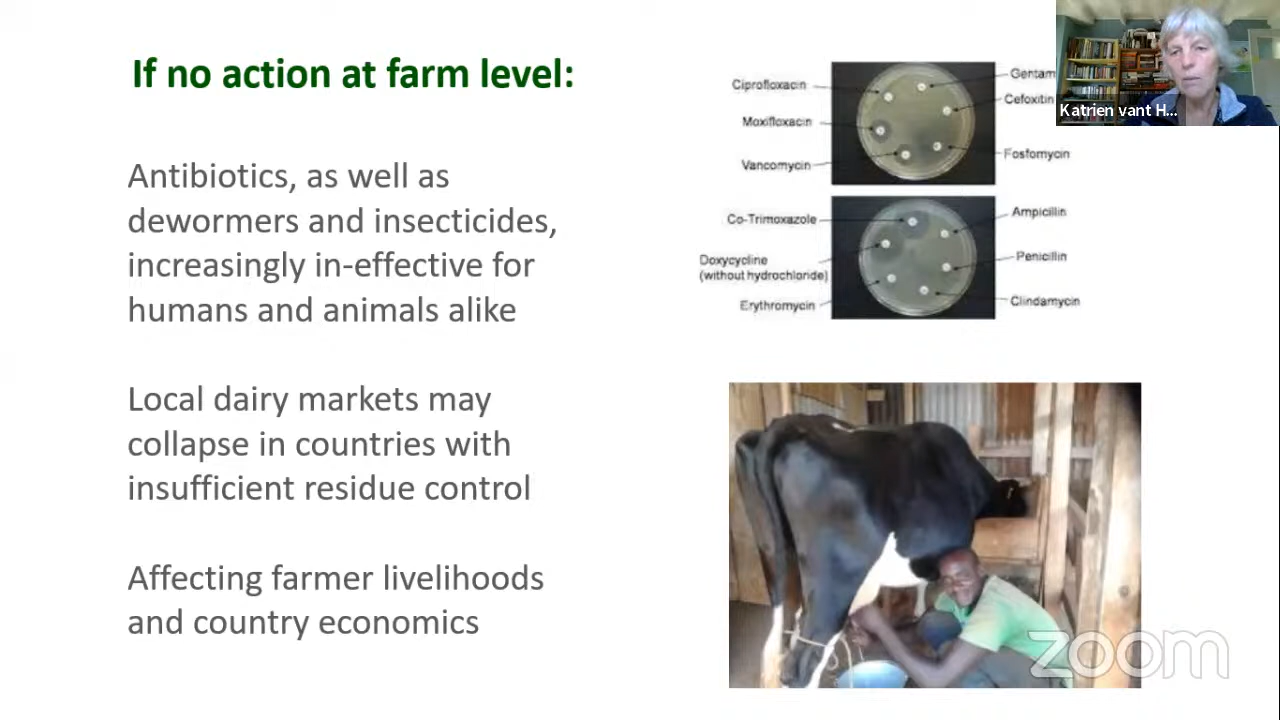 If no action at farm level:
Antibiotics, as well as
dewormers and insecticides,
increasingly in-effective for
humans and animals alike
Local dairy markets may
collapse in countries with
insufficient residue control
Affecting farmer livelihoods
and country economics
Ciprofloxacin
Moxifloxacin
Vancomycin
Gentam
Cefoxitin
Fosfomycin
Co-Trimoxazole
Doxycycline
(without hydrochloride)
Erythromycin
Ampicillin
Penicillin
Clindamycin
Katrien vant H...
zoom